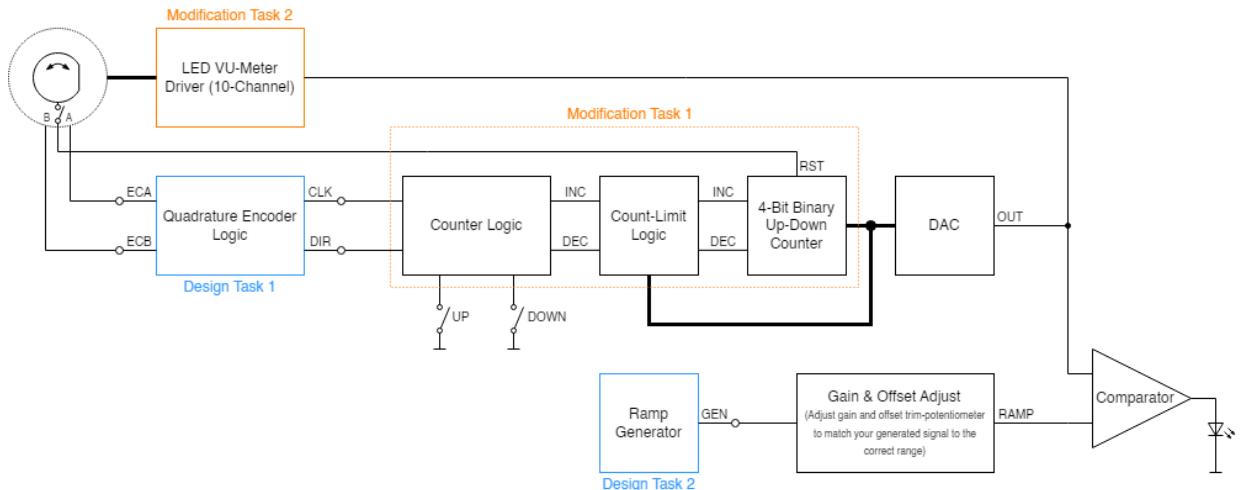 Modification Task 2
LED VU-Meter
Driver (10-Channel)
B
A
Modification Task 1
RST
ECA
CLK
INC
INC
Quadrature Encoder
Logic
Counter Logic
Count-Limit
Logic
4-Bit Binary
Up-Down
Counter
DAC
OUT
ECB
DIR
DEC
DEC
Design Task 1
UP
DOWN
Ramp
Generator
GEN
Gain & Offset Adjust
(Adjust gain and offset trim-potentiometer
to match your generated signal to the
correct range)
RAMP
Comparator
Design Task 2